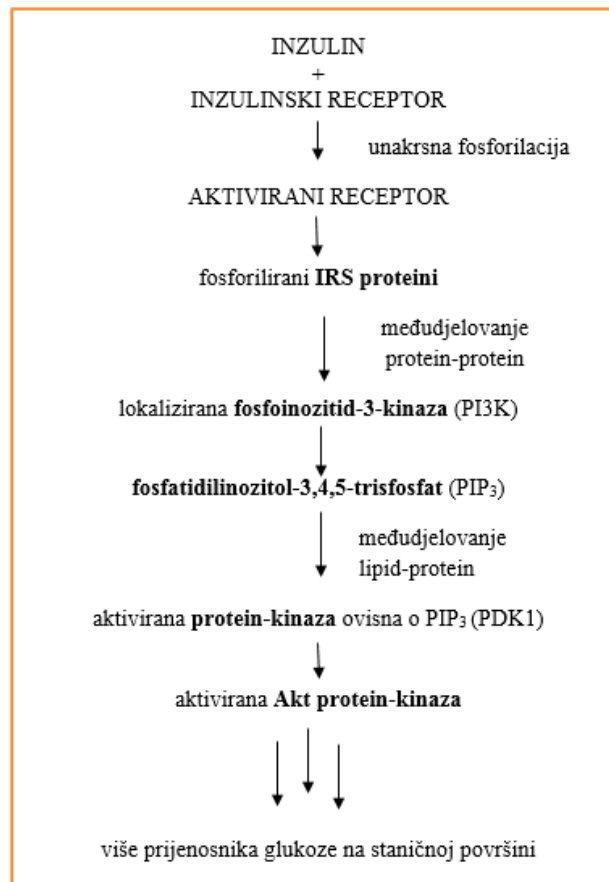 INZULIN
+
INZULINSKI RECEPTOR
unakrsna fosforilacija
AKTIVIRANI RECEPTOR
fosforilirani IRS proteini
međudjelovanje
protein-protein
lokalizirana fosfoinozitid-3-kinaza (PI3K)
fosfatidilinozitol-3,4,5-trisfosfat (PIP₃)
međudjelovanje
lipid-protein
aktivirana protein-kinaza ovisna o PIP₃ (PDK1)
aktivirana Akt protein-kinaza
više prijenosnika glukoze na staničnoj površini